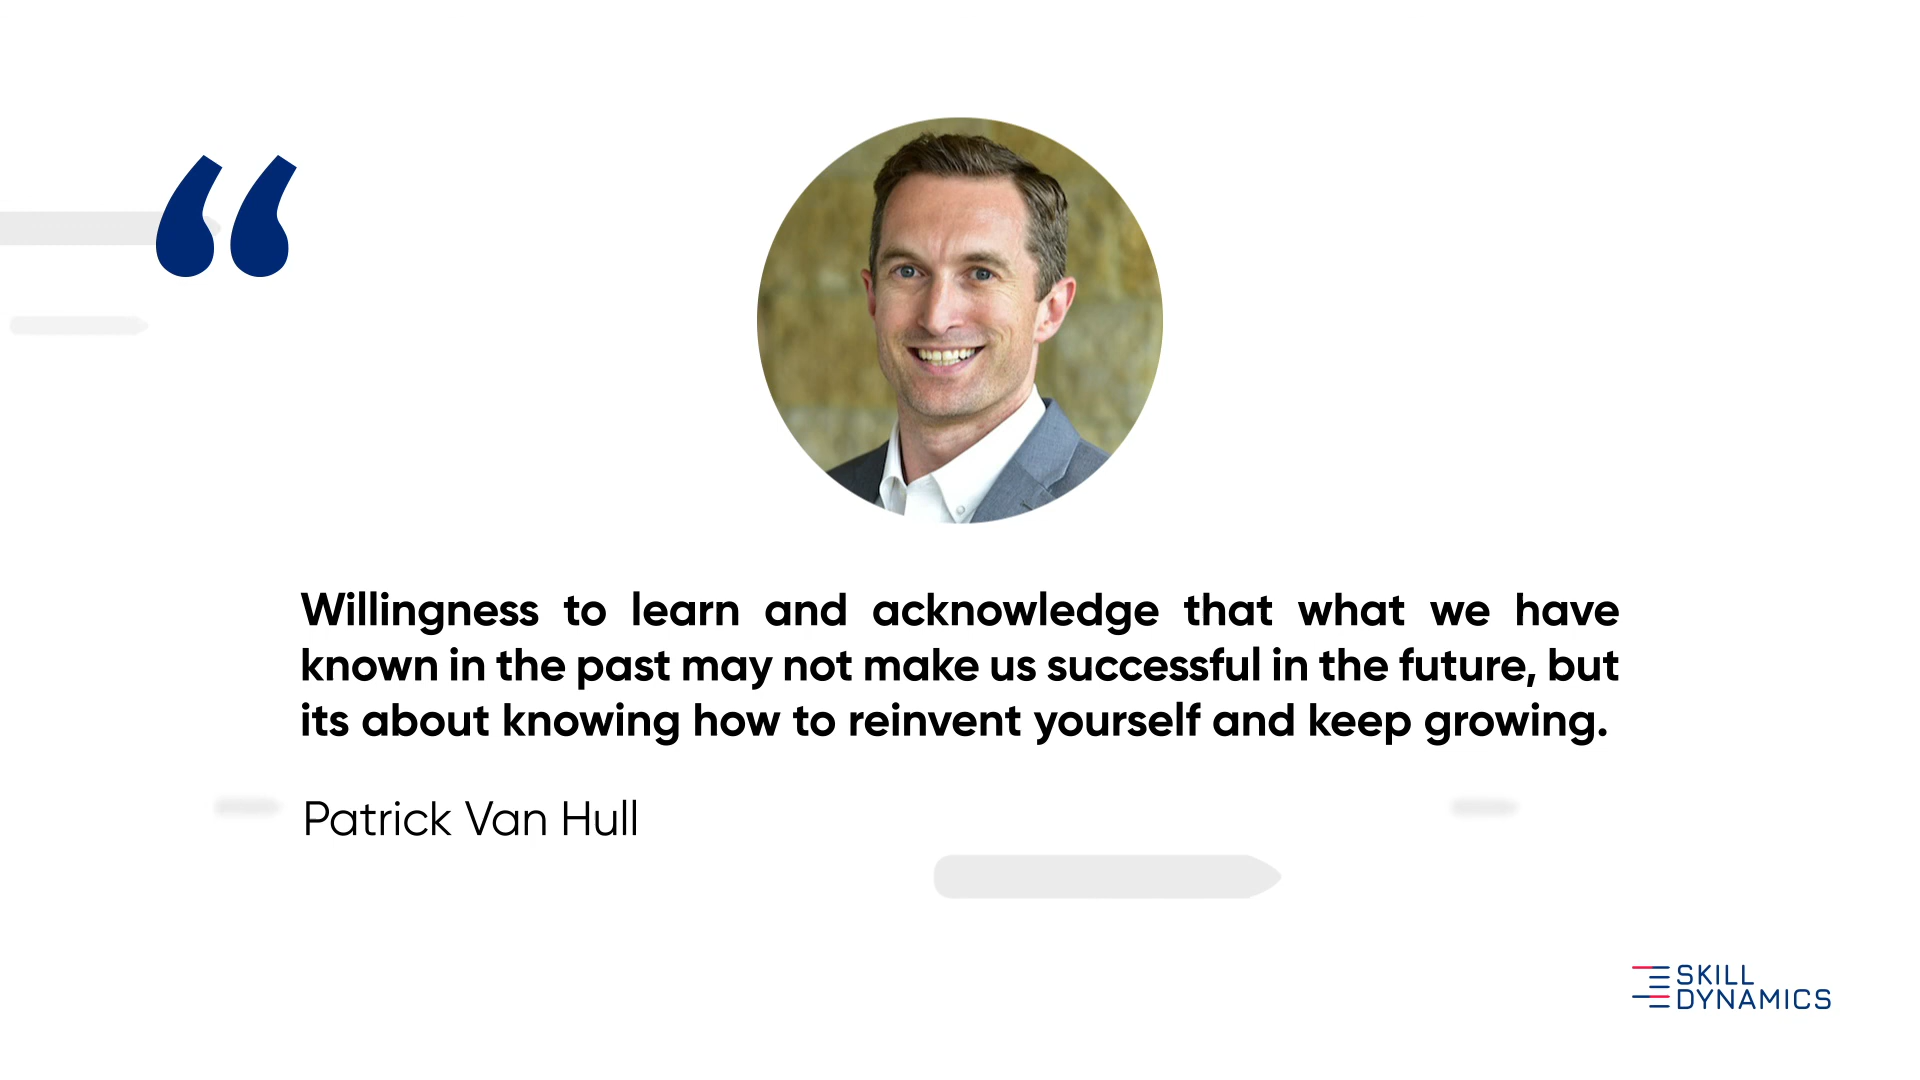 Willingness to learn and acknowledge that what we have
known in the past may not make us successful in the future, but
its about knowing how to reinvent yourself and keep growing.
Patrick Van Hull
SKILL
DYNAMICS